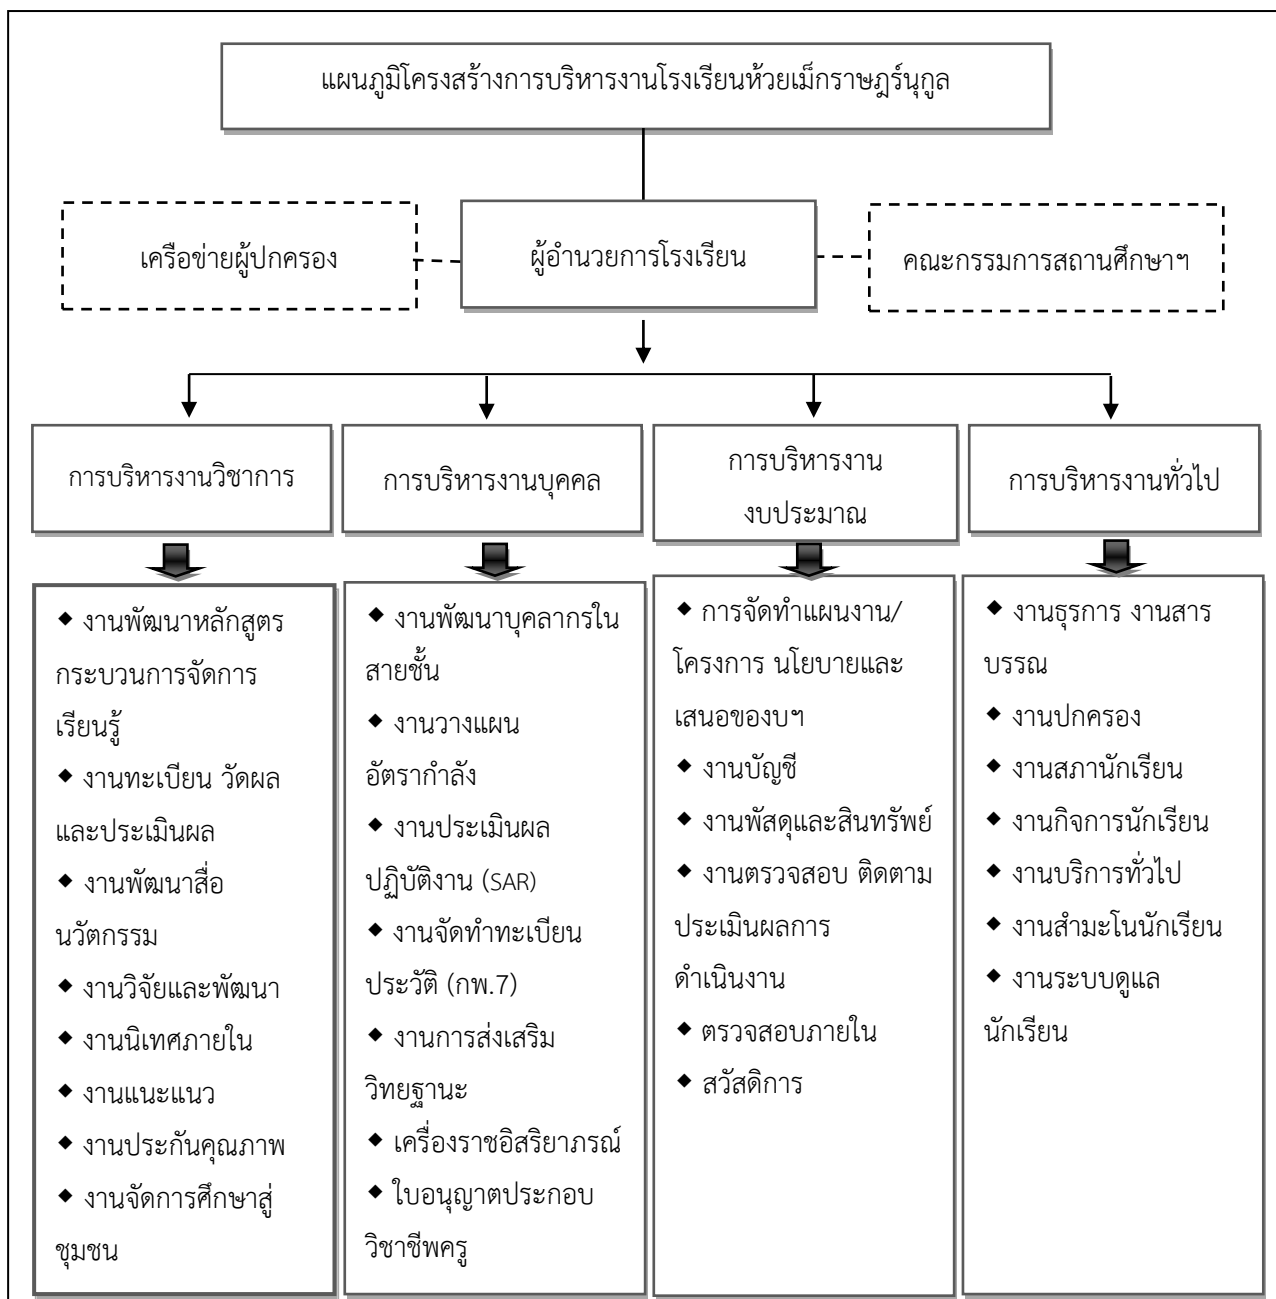 แผนภูมิโครงสร้างการบริหารงานโรงเรียนห้วยเม็กราษฎร์นุกูล
เครือข่ายผู้ปกครอง
ผู้อำนวยการโรงเรียน
คณะกรรมการสถานศึกษาฯ
การบริหารงานวิชาการ
การบริหารงานบุคคล
การบริหารงาน
งบประมาณ
การบริหารงานทั่วไป
◆ งานพัฒนาหลักสูตร
กระบวนการจัดการ
เรียนรู้
◆ งานทะเบียน วัดผล
และประเมินผล
◆ งานพัฒนาสื่อ
นวัตกรรม
◆ งานวิจัยและพัฒนา
◆ งานนิเทศภายใน
◆ งานแนะแนว
◆ งานประกันคุณภาพ
◆ งานจัดการศึกษาสู่
ชุมชน
◆ งานพัฒนาบุคลากรใน
สายชั้น
◆ งานวางแผน
อัตรากำลัง
◆ งานประเมินผล
ปฏิบัติงาน (SAR)
◆ งานจัดทำทะเบียน
ประวัติ (กพ.7)
◆ งานการส่งเสริม
วิทยฐานะ
◆ เครื่องราชอิสริยาภรณ์
◆ ใบอนุญาตประกอบ
วิชาชีพครู
◆ การจัดทำแผนงาน/
โครงการ นโยบายและ
เสนอของบฯ
◆ งานบัญชี
◆ งานพัสดุและสินทรัพย์
◆ งานตรวจสอบ ติดตาม
ประเมินผลการ
ดำเนินงาน
◆ ตรวจสอบภายใน
◆ สวัสดิการ
◆ งานธุรการ งานสาร
บรรณ
◆ งานปกครอง
◆ งานสภานักเรียน
◆ งานกิจการนักเรียน
◆ งานบริการทั่วไป
◆ งานสำมะโนนักเรียน
◆ งานระบบดูแล
นักเรียน